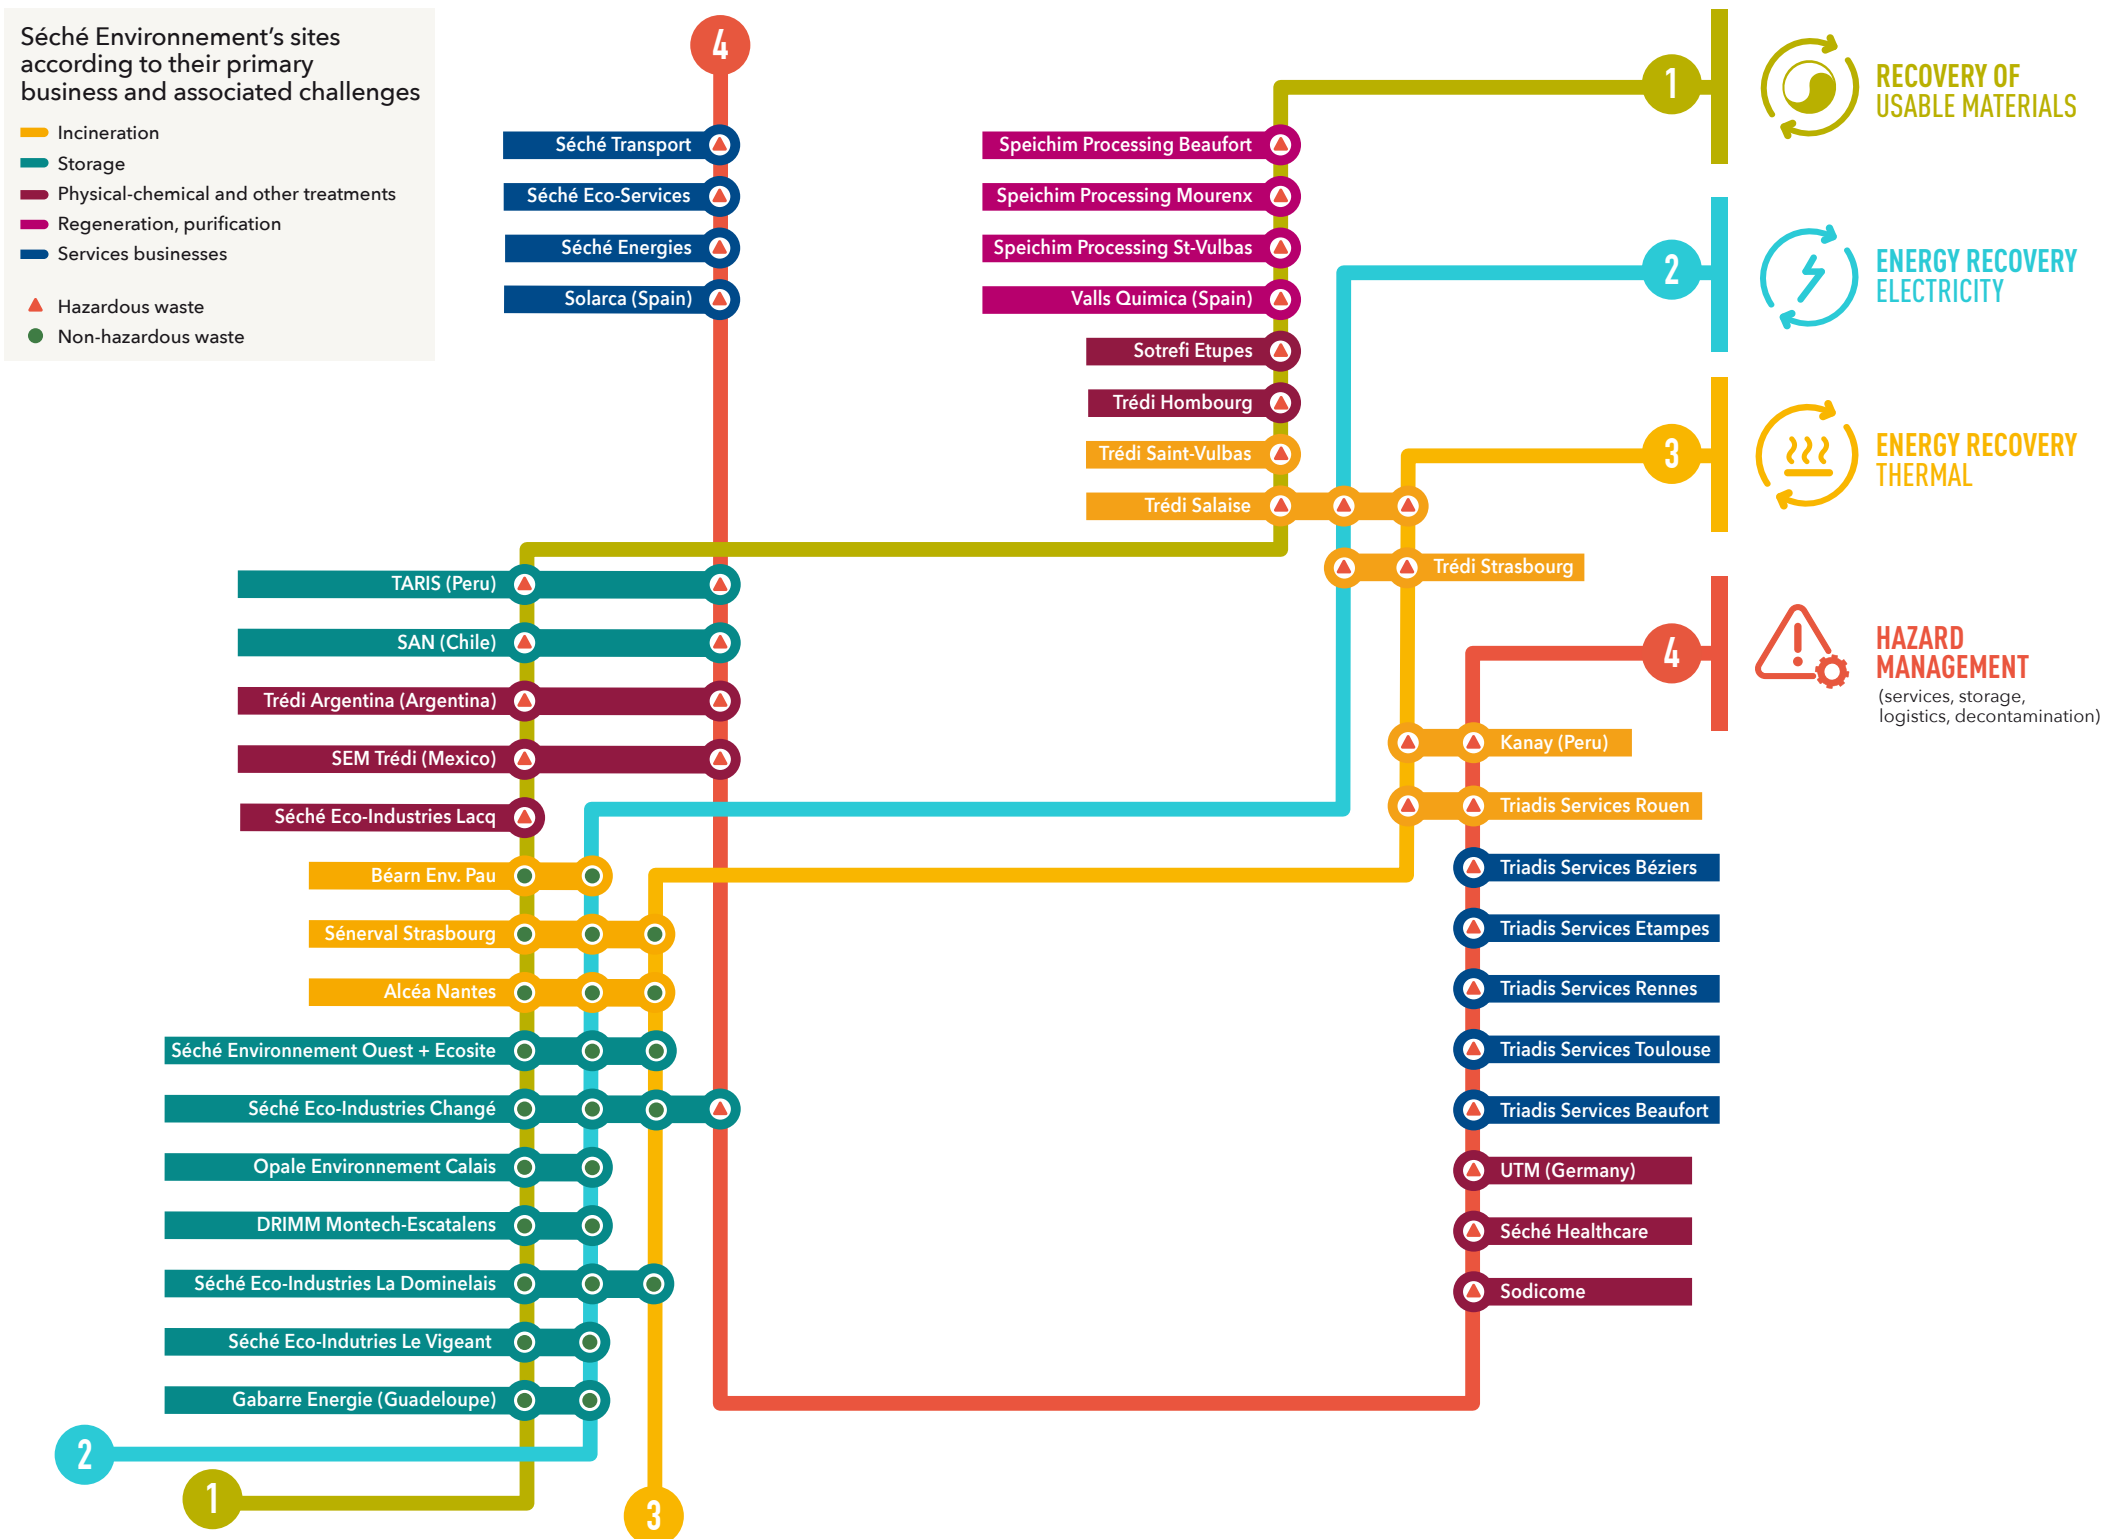 Séché Environnement's sites
according to their primary
business and associated challenges
Incineration
Storage
Physical-chemical and other treatments
Regeneration, purification
Services businesses
Hazardous waste
Non-hazardous waste
4
Séché Transport
Séché Eco-Services
Séché Energies
Solarca (Spain)
Speichim Processing Beaufort
Speichim Processing Mourenx
Speichim Processing St-Vulbas
Valls Quimica (Spain)
Sotrefi Etupes
Trédi Hombourg
Trédi Saint-Vulbas
Trédi Salaise
Trédi Strasbourg
1
RECOVERY OF
USABLE MATERIALS
2
ENERGY RECOVERY
ELECTRICITY
3
ENERGY RECOVERY
THERMAL
4
HAZARD
MANAGEMENT
(services, storage,
logistics, decontamination)
TARIS (Peru)
SAN (Chile)
Trédi Argentina (Argentina)
SEM Trédi (Mexico)
Séché Eco-Industries Lacq
Béarn Env. Pau
Sénerval Strasbourg
Alcéa Nantes
Séché Environnement Ouest + Ecosite
Séché Eco-Industries Changé
Opale Environnement Calais
DRIMM Montech-Escatalens
Séché Eco-Industries La Dominelais
Séché Eco-Indutries Le Vigeant
Gabarre Energie (Guadeloupe)
Kanay (Peru)
Triadis Services Rouen
Triadis Services Béziers
Triadis Services Etampes
Triadis Services Rennes
Triadis Services Toulouse
Triadis Services Beaufort
UTM (Germany)
Séché Healthcare
Sodicome
2
1
3